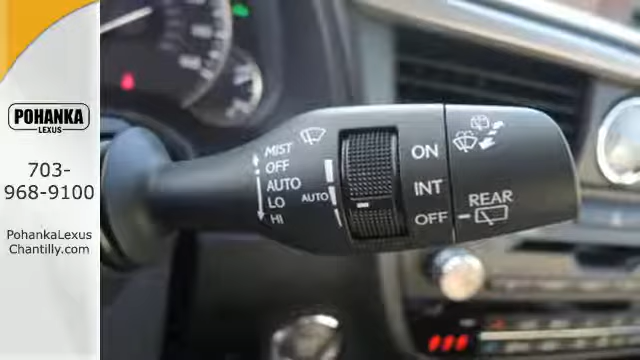 POHANKA
LEXUS
703-
968-9100
PohankaLexus
Chantilly.com
MIST
OFF
AUTO
LO
HI
AUTO
ON
INT
OFF
REAR